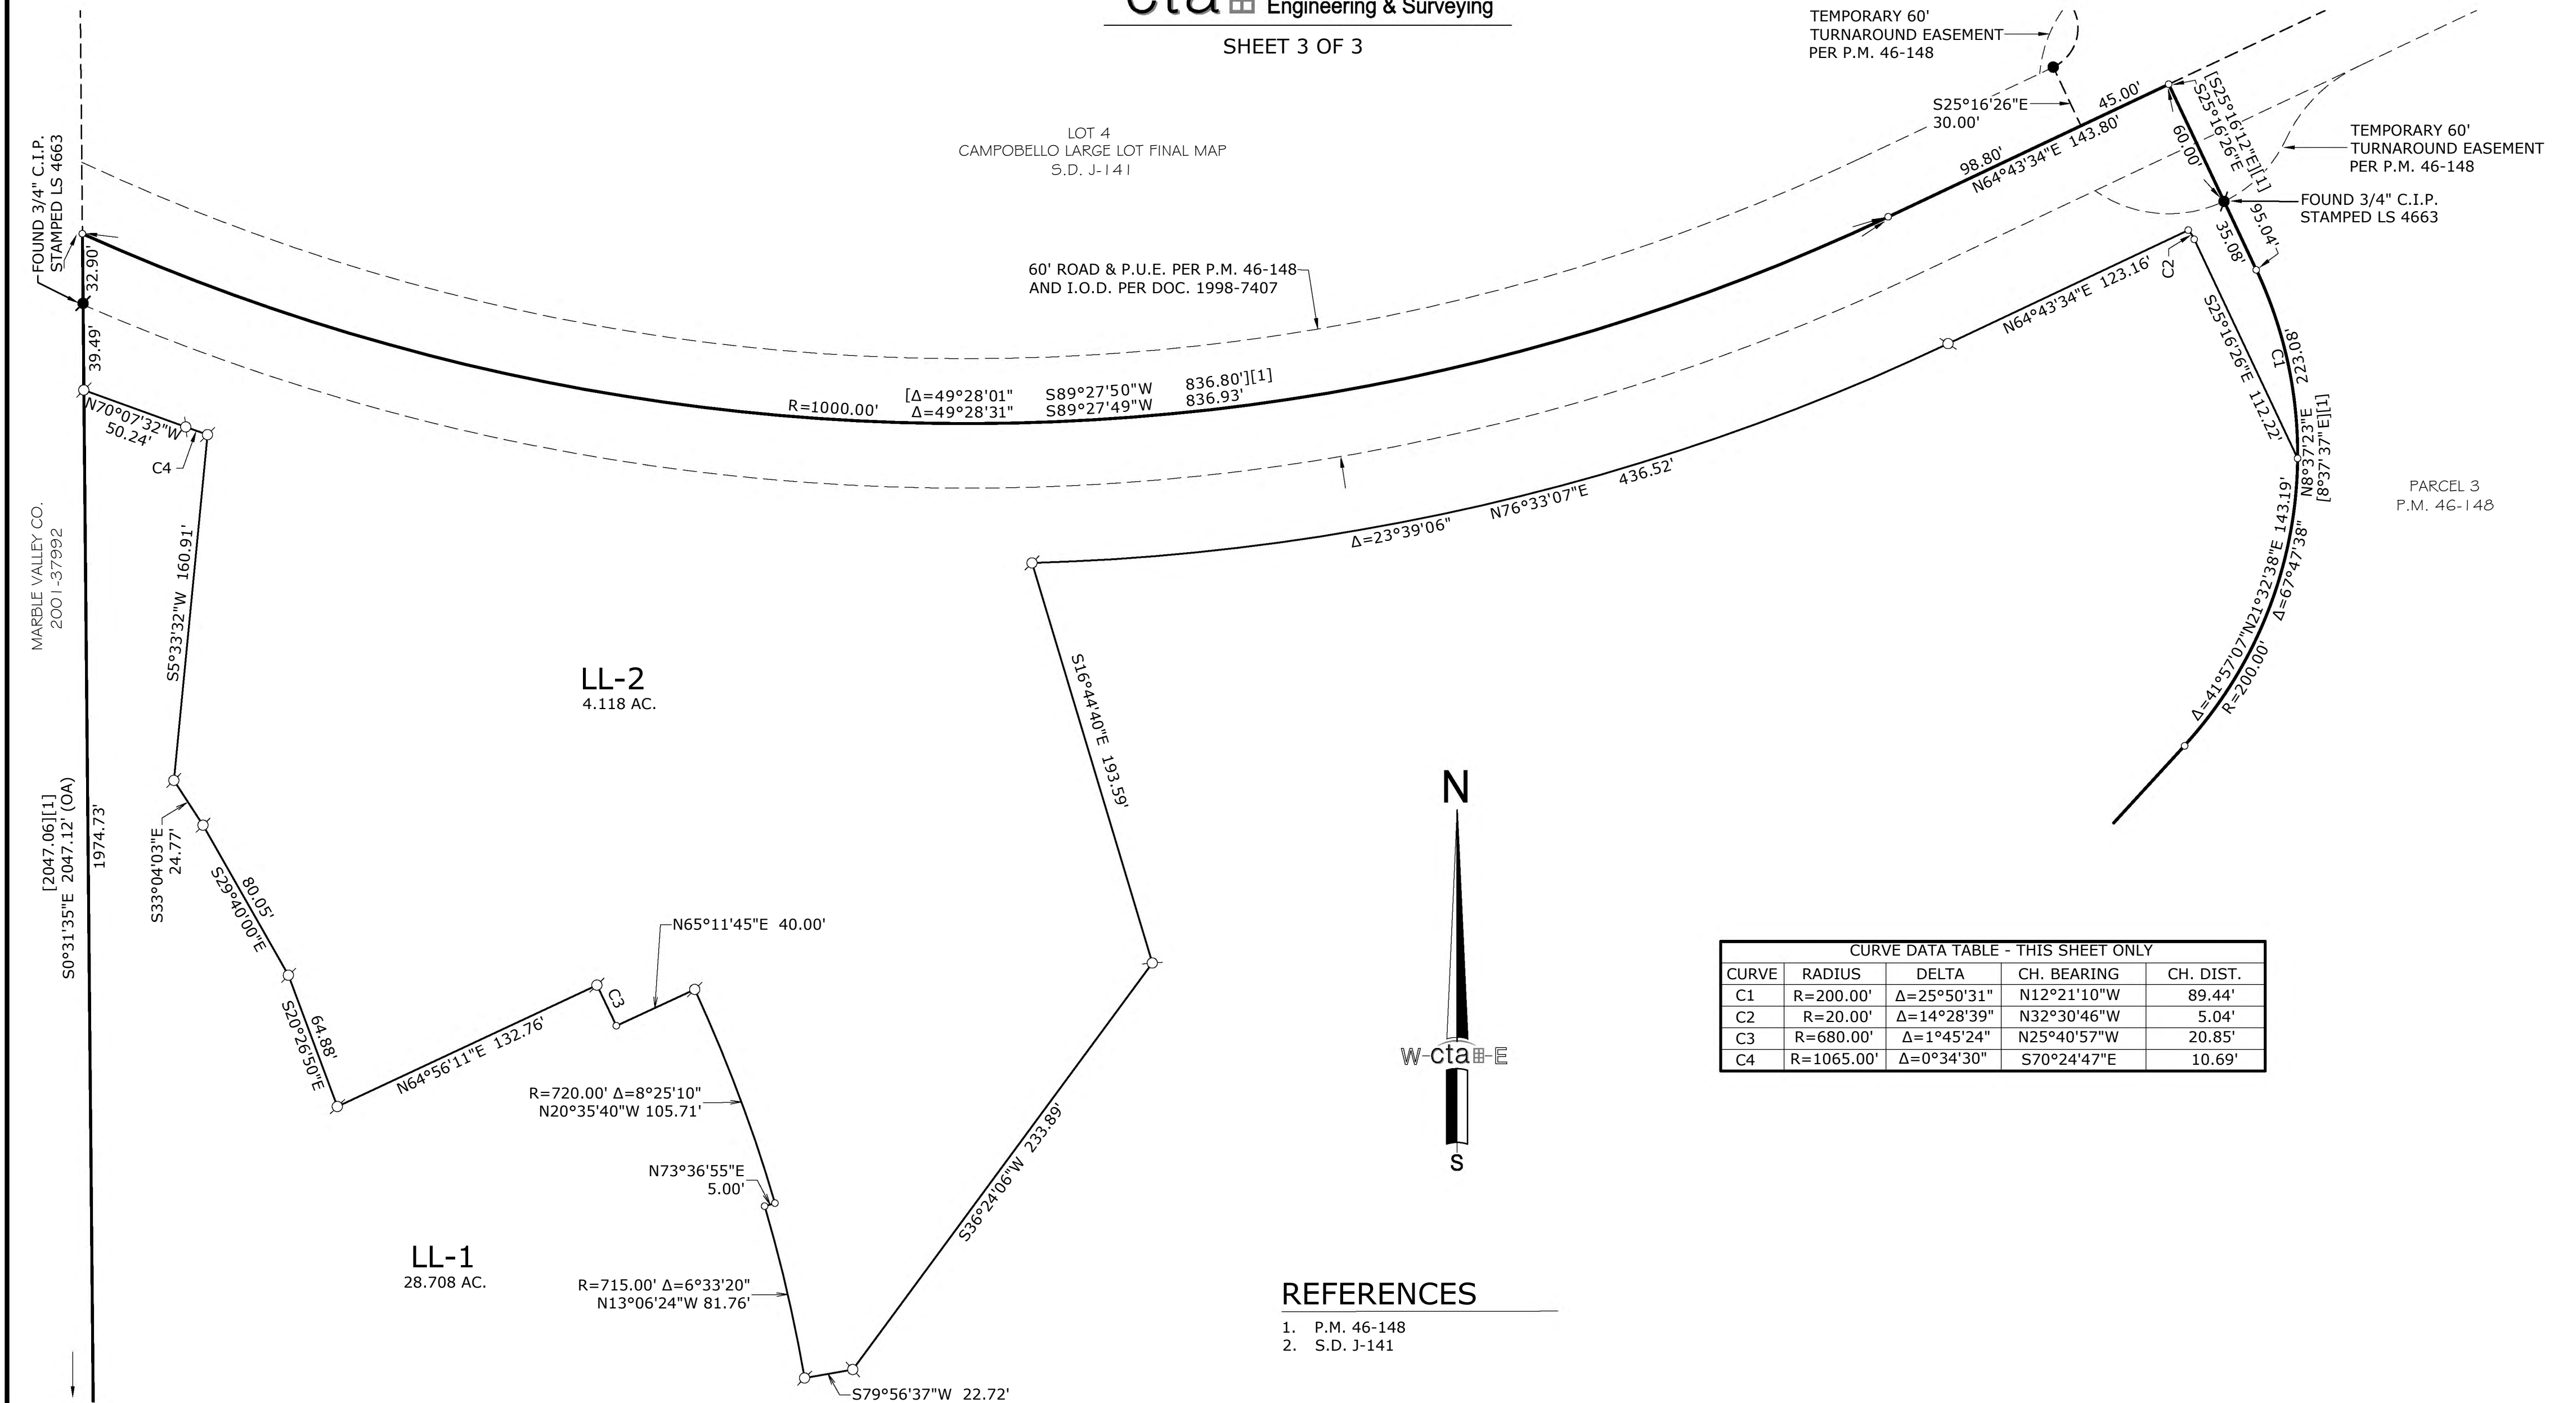 cta Engineering & Surveying
SHEET 3 OF 3
TEMPORARY 60'
TURNAROUND EASEMENT
PER P.M. 46-148
S25°16'26"E
30.00'
45.00'
98.80'
N64°43'34"E 143.80'
[S25°16'12"E][1]
S25°16'26"E
60.00'
95.04'
35.08'
TEMPORARY 60'
TURNAROUND EASEMENT
PER P.M. 46-148
FOUND 3/4" C.I.P.
STAMPED LS 4663
LOT 4
CAMPOBELLO LARGE LOT FINAL MAP
S.D. J-141
FOUND 3/4" C.I.P.
STAMPED LS 4663
32.90'
39.49'
60' ROAD & P.U.E. PER P.M. 46-148
AND I.O.D. PER DOC. 1998-7407
[Δ=49°28'01" S89°27'50"W 836.80'][1]
R=1000.00' Δ=49°28'31" S89°27'49"W 836.93'
N64°43'34"E 123.16'
C2
S25°16'26"E 112.22'
C1
223.08'
N8°37'23"E
[8°37'37"E][1]
PARCEL 3
P.M. 46-148
N70°07'32"W
50.24'
C4
Δ=23°39'06" N76°33'07"E 436.52'
Δ=41°57'07" N21°32'38"E 143.19'
R=200.00' Δ=67°47'38"
MARBLE VALLEY CO.
2001-37992
S5°33'32"W 160.91'
LL-2
4.118 AC.
S16°44'40"E 193.59'
[2047.06][1]
S0°31'35"E 2047.12' (OA)
1974.73'
S33°04'03"E
24.77'
80.05'
S29°40'00"E
64.88'
S20°26'50"E
N64°56'11"E 132.76'
C3
N65°11'45"E 40.00'
R=720.00' Δ=8°25'10"
N20°35'40"W 105.71'
N73°36'55"E
5.00'
S36°24'06"W 233.89'
LL-1
28.708 AC.
R=715.00' Δ=6°33'20"
N13°06'24"W 81.76'
S79°56'37"W 22.72'
N
W cta E
S
CURVE DATA TABLE - THIS SHEET ONLY
CURVE RADIUS DELTA CH. BEARING CH. DIST.
C1 R=200.00' Δ=25°50'31" N12°21'10"W 89.44'
C2 R=20.00' Δ=14°28'39" N32°30'46"W 5.04'
C3 R=680.00' Δ=1°45'24" N25°40'57"W 20.85'
C4 R=1065.00' Δ=0°34'30" S70°24'47"E 10.69'
REFERENCES
1. P.M. 46-148
2. S.D. J-141